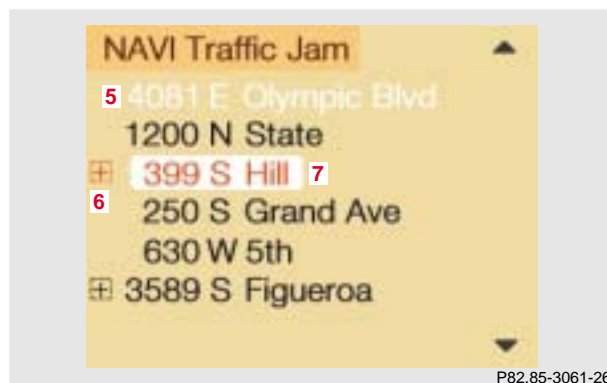 NAVI Traffic Jam
5 4081 E Olympic Blvd
1200 N State
399 S Hill 7
6
250 S Grand Ave
630 W 5th
3589 S Figueroa
P82.85-3061-26